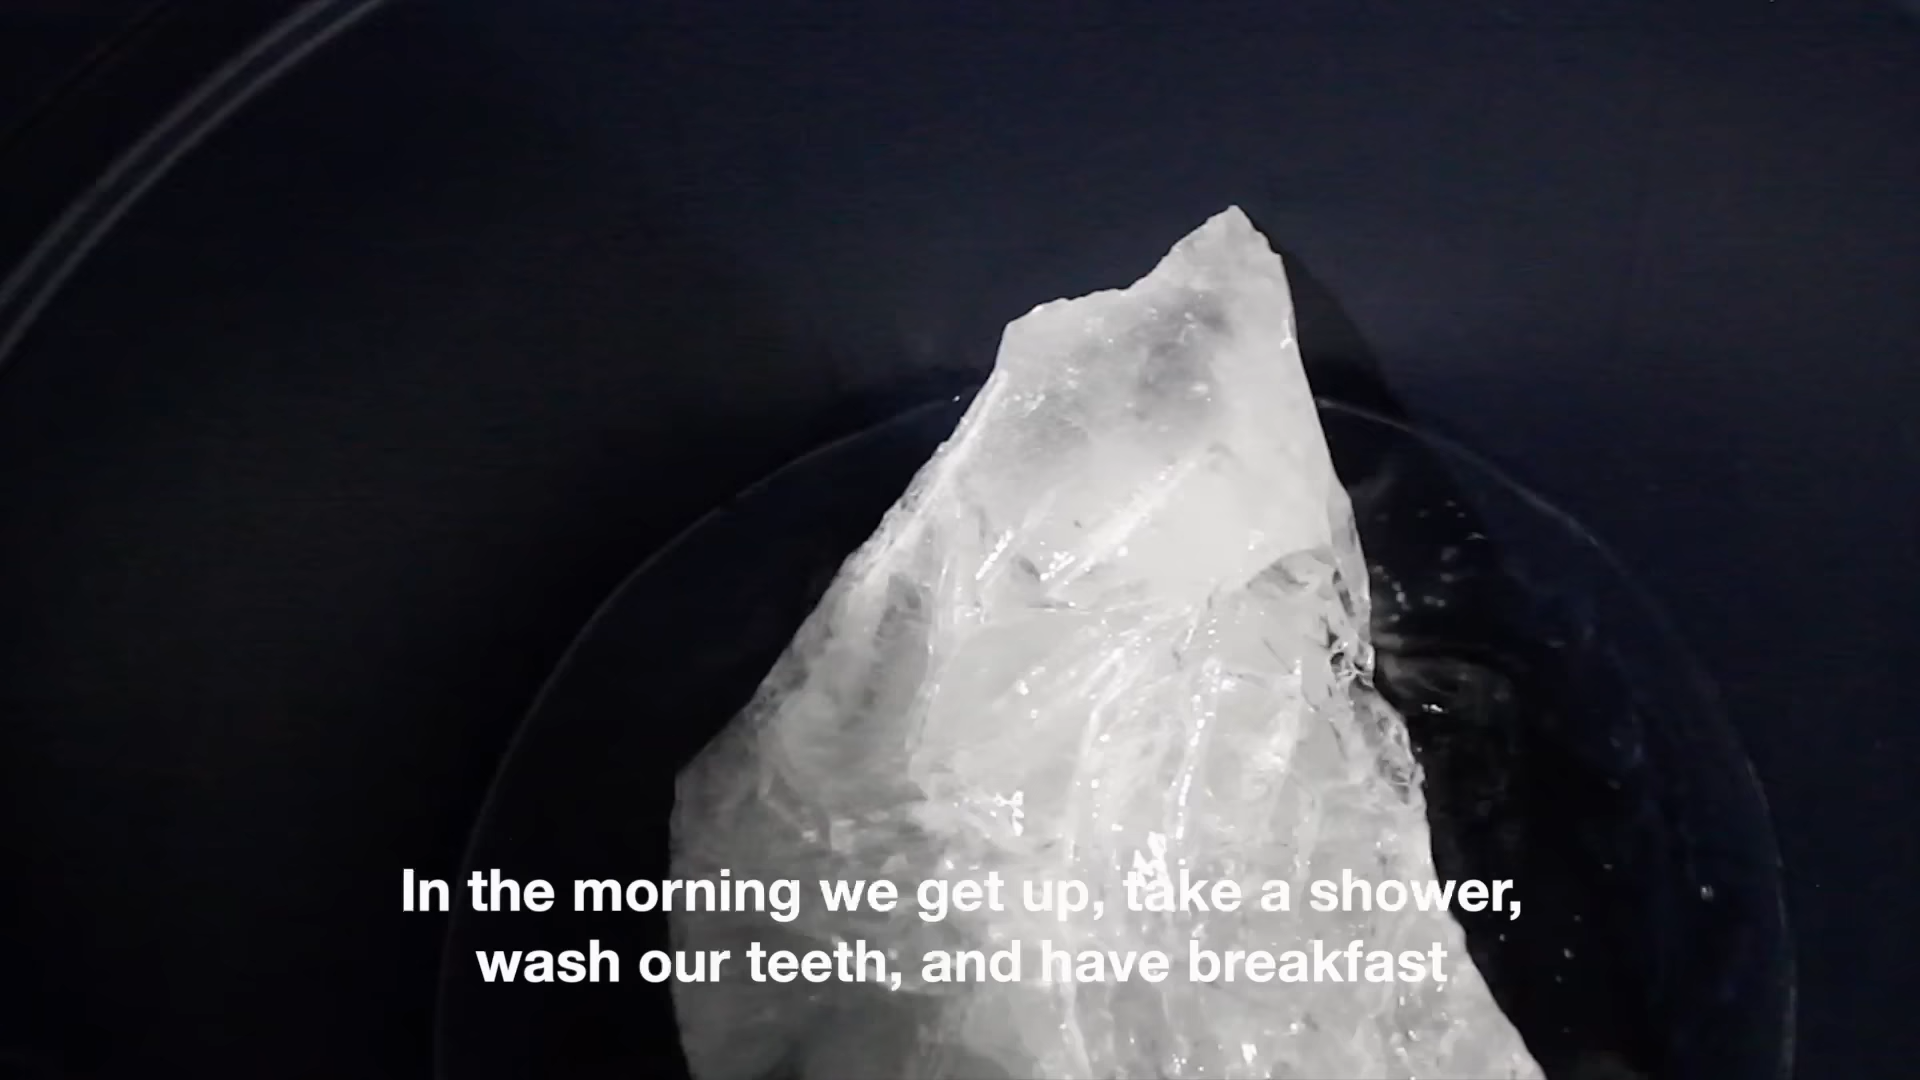 In the morning we get up, take a shower,
wash our teeth, and have breakfast